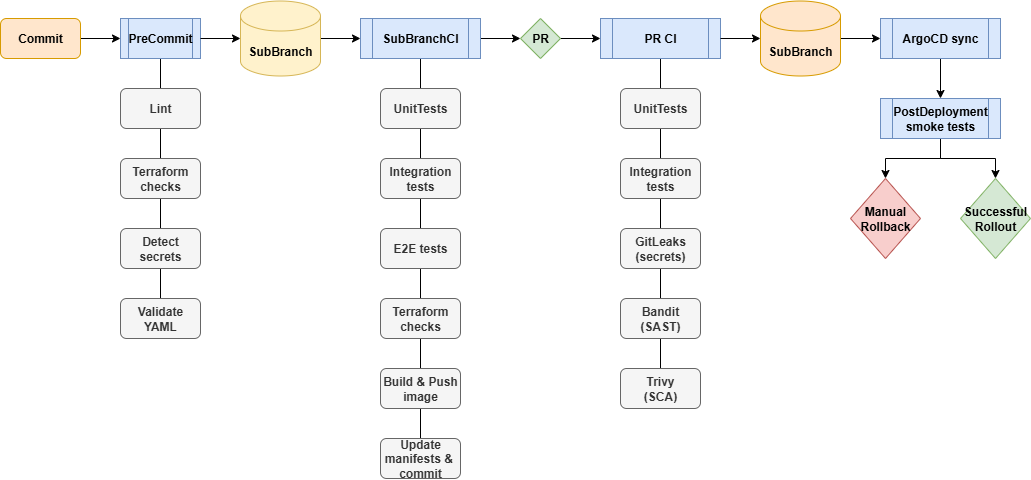 Commit
PreCommit
SubBranch
SubBranchCI
PR
PR CI
SubBranch
ArgoCD sync
Lint
Terraform
checks
Detect
secrets
Validate
YAML
UnitTests
Integration
tests
E2E tests
Terraform
checks
Build & Push
image
Update
manifests &
commit
UnitTests
Integration
tests
GitLeaks
(secrets)
Bandit
(SAST)
Trivy
(SCA)
PostDeployment
smoke tests
Manual
Rollback
Successful
Rollout